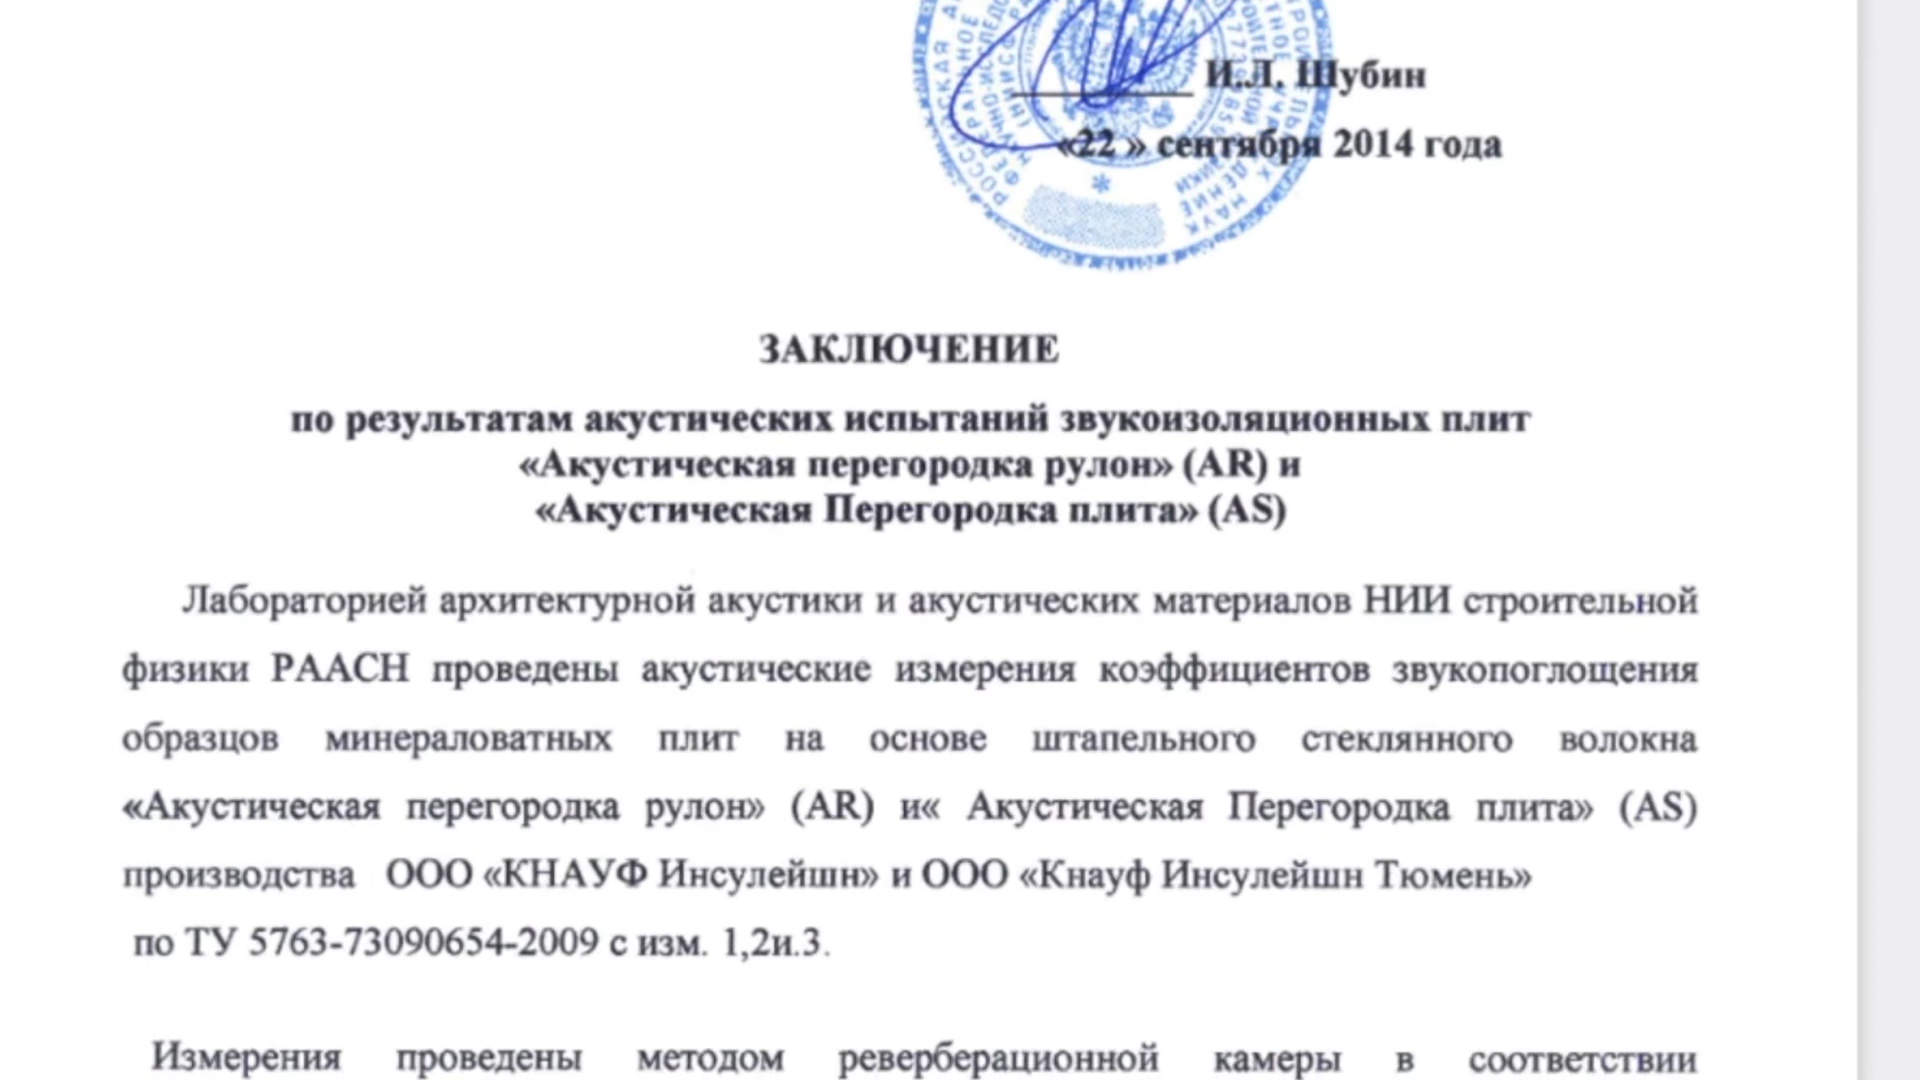 И.Л. Шубин
«22 » сентября 2014 года
ЗАКЛЮЧЕНИЕ
по результатам акустических испытаний звукоизоляционных плит
«Акустическая перегородка рулон» (AR) и
«Акустическая Перегородка плита» (AS)
Лабораторией архитектурной акустики и акустических материалов НИИ строительной
физики РААСН проведены акустические измерения коэффициентов звукопоглощения
образцов минераловатных плит на основе штапельного стеклянного волокна
«Акустическая перегородка рулон» (AR) и« Акустическая Перегородка плита» (AS)
производства ООО «КНАУФ Инсулейшн» и ООО «Кнауф Инсулейшн Тюмень»
по ТУ 5763-73090654-2009 с изм. 1,2и.3.
Измерения проведены методом реверберационной камеры в соответствии